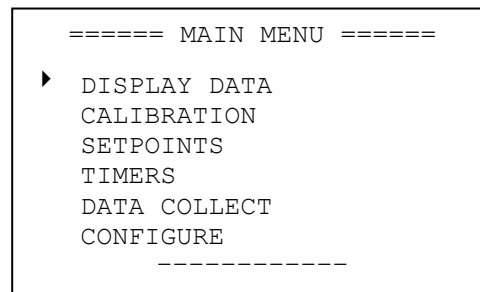 ====== MAIN MENU ======
DISPLAY DATA
CALIBRATION
SETPOINTS
TIMERS
DATA COLLECT
CONFIGURE
------------